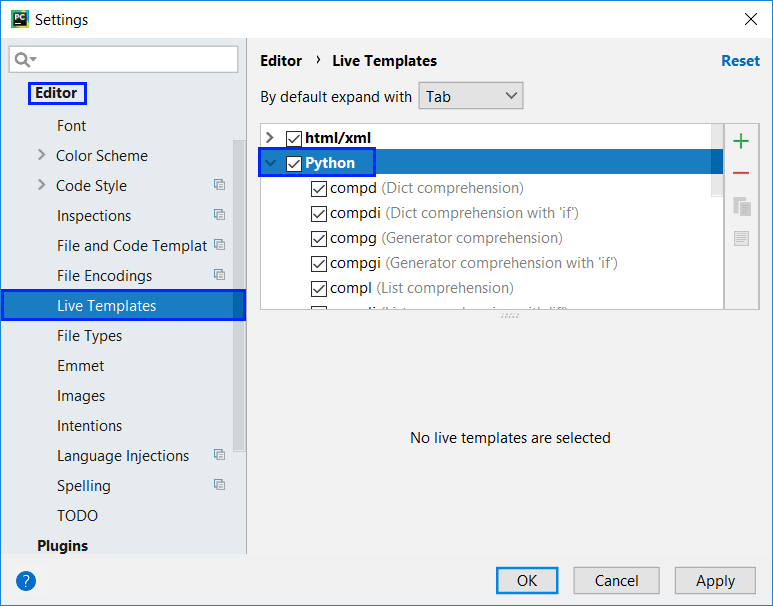 PC
Settings
Editor
Font
Color Scheme
Code Style
Inspections
File and Code Templat
File Encodings
Live Templates
File Types
Emmet
Images
Intentions
Language Injections
Spelling
TODO
Plugins
Editor › Live Templates
Reset
By default expand with Tab
html/xml
Python
compd (Dict comprehension)
compdi (Dict comprehension with 'if')
compg (Generator comprehension)
compgi (Generator comprehension with 'if')
compl (List comprehension)
No live templates are selected
?
OK
Cancel
Apply